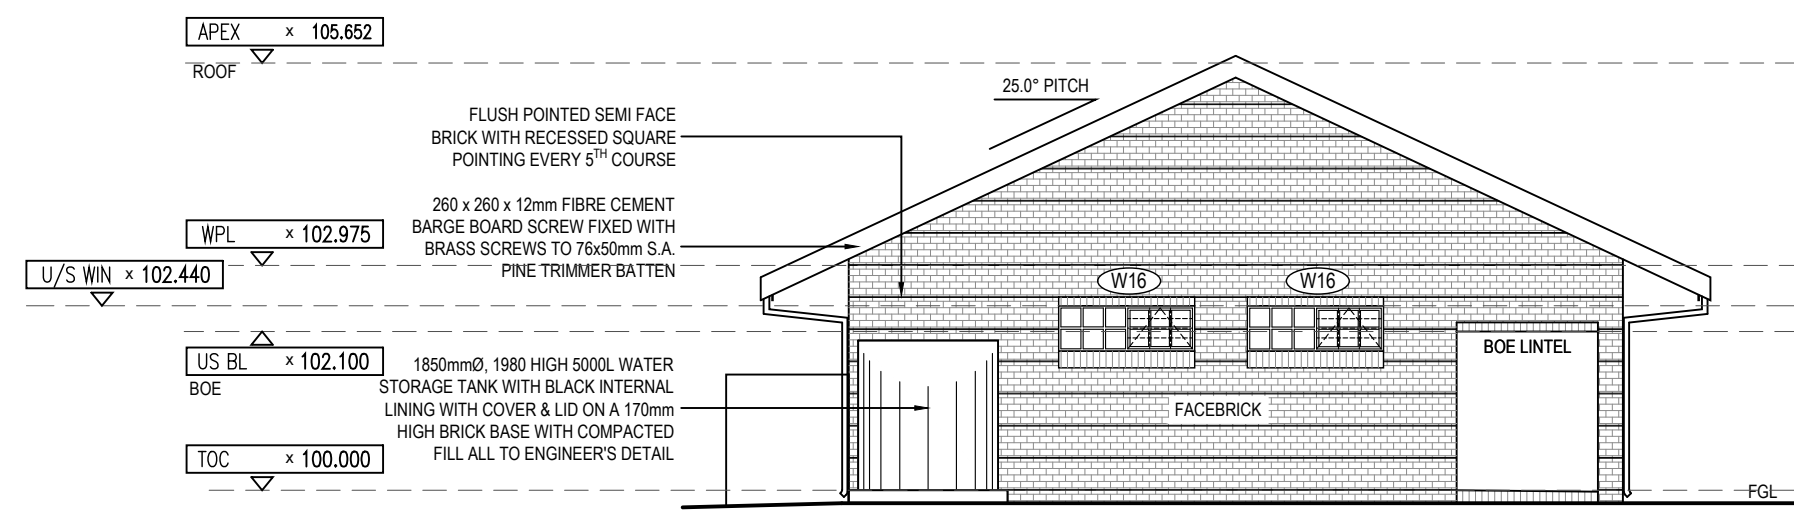 APEX x 105.652
ROOF
25.0° PITCH
FLUSH POINTED SEMI FACE
BRICK WITH RECESSED SQUARE
POINTING EVERY 5TH COURSE
260 x 260 x 12mm FIBRE CEMENT
BARGE BOARD SCREW FIXED WITH
BRASS SCREWS TO 76x50mm S.A.
PINE TRIMMER BATTEN
WPL x 102.975
U/S WIN x 102.440
W16
W16
US BL x 102.100
BOE
BOE LINTEL
1850mmØ, 1980 HIGH 5000L WATER
STORAGE TANK WITH BLACK INTERNAL
LINING WITH COVER & LID ON A 170mm
HIGH BRICK BASE WITH COMPACTED
FILL ALL TO ENGINEER'S DETAIL
FACEBRICK
TOC x 100.000
FGL